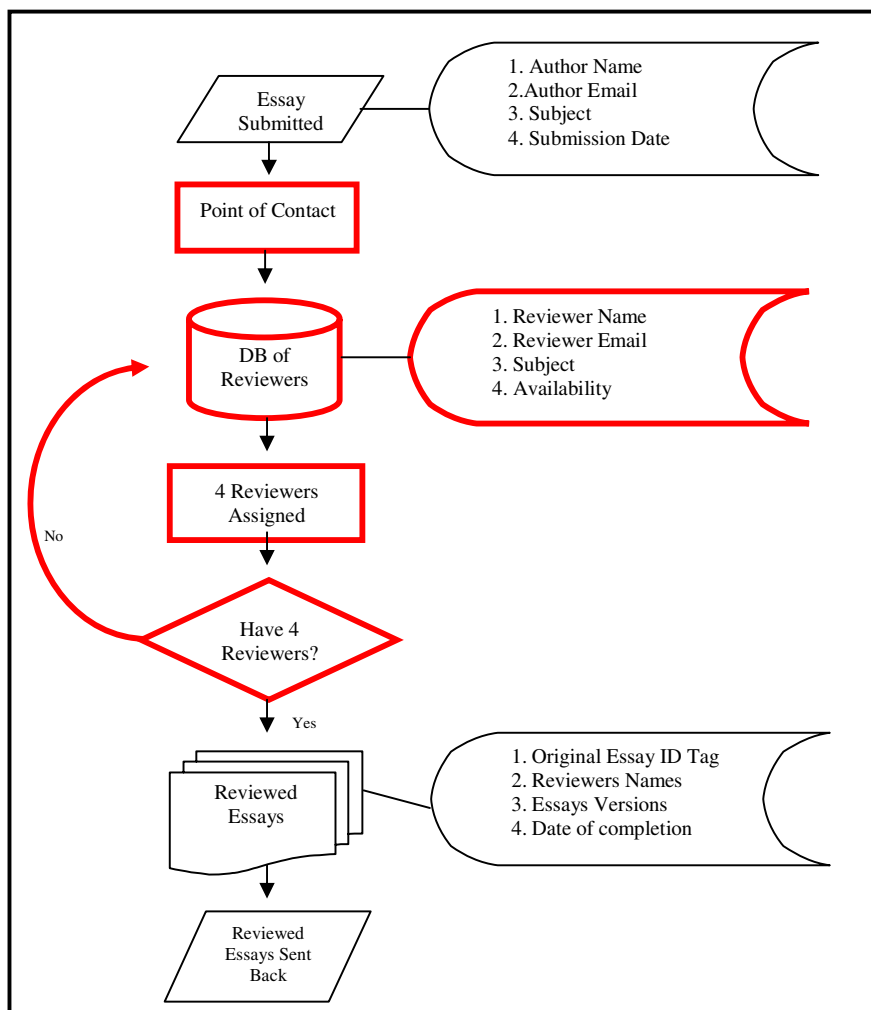 Essay
Submitted
1. Author Name
2.Author Email
3. Subject
4. Submission Date
Point of Contact
DB of
Reviewers
1. Reviewer Name
2. Reviewer Email
3. Subject
4. Availability
4 Reviewers
Assigned
No
Have 4
Reviewers?
Yes
Reviewed
Essays
1. Original Essay ID Tag
2. Reviewers Names
3. Essays Versions
4. Date of completion
Reviewed
Essays Sent
Back